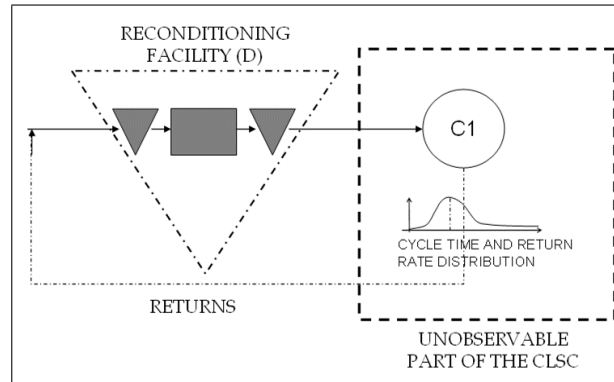 RECONDITIONING
FACILITY (D)
C1
CYCLE TIME AND RETURN
RATE DISTRIBUTION
RETURNS
UNOBSERVABLE
PART OF THE CLSC